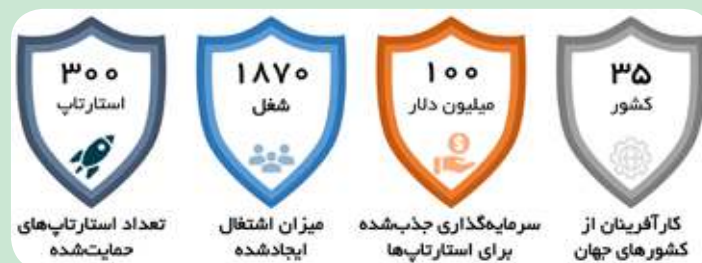 ۳۵
کشور
کارآفرینان از
کشورهای جهان
۱۰۰
میلیون دلار
سرمایه‌گذاری جذب‌شده
برای استارتاپ‌ها
۱۸۷۰
شغل
میزان اشتغال
ایجادشده
۳۰۰
استارتاپ
تعداد استارتاپ‌های
حمایت‌شده